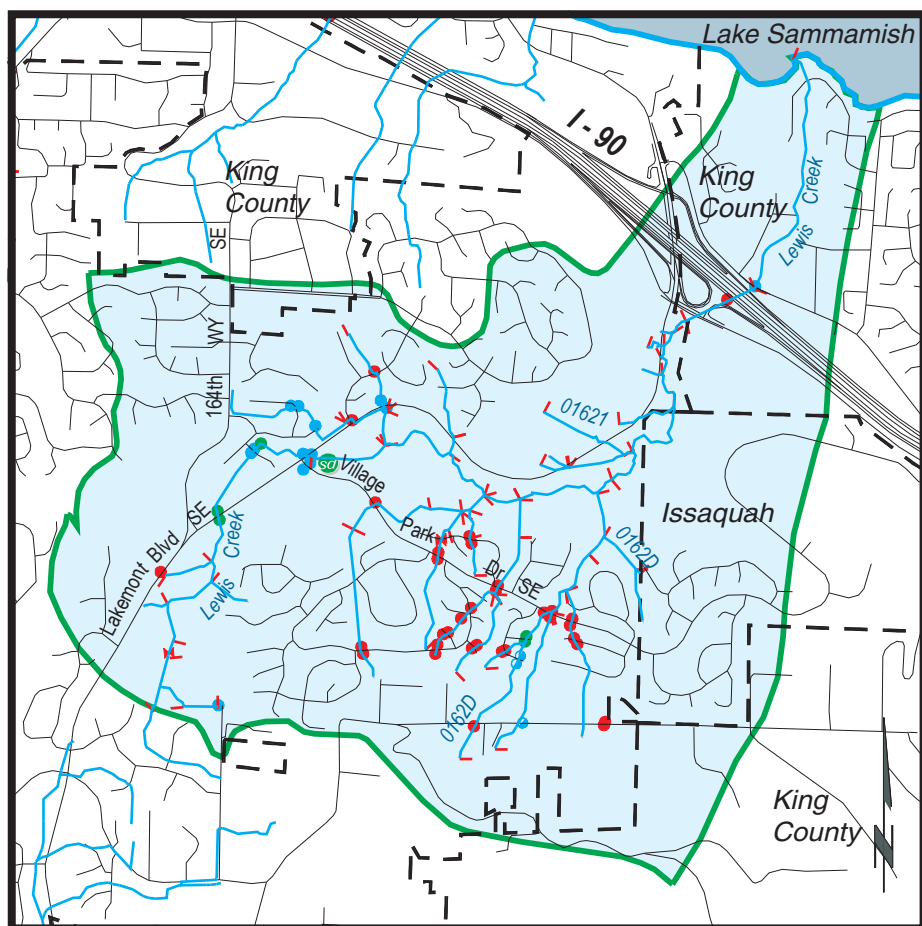 Lake Sammamish
I - 90
King
County
King
County
Creek
Lewis
SE
WY
164th
01621
sd
Village
Park
Dr
SE
Issaquah
0162D
Lakemont Blvd
SE
Creek
Lewis
0162D
King
County
N